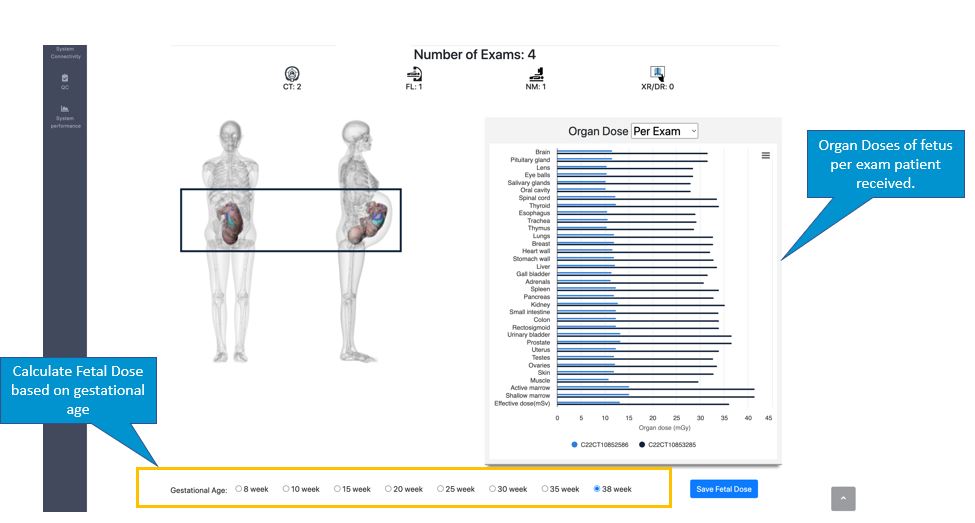 System
Connectivity
QC
System
performance
Number of Exams: 4
CT: 2
FL: 1
NM: 1
XR/DR: 0
Organ Dose Per Exam
Brain
Pituitary gland
Lens
Eye balls
Salivary glands
Oral cavity
Spinal cord
Thyroid
Esophagus
Trachea
Thymus
Lungs
Breast
Heart wall
Stomach wall
Liver
Gall bladder
Adrenals
Spleen
Pancreas
Kidney
Small intestine
Colon
Rectosigmoid
Urinary bladder
Prostate
Uterus
Testes
Ovaries
Skin
Muscle
Active marrow
Shallow marrow
Effective dose(mSv)
0 5 10 15 20 25 30 35 40 45
Organ dose (mGy)
C22CT10852586 C22CT10853285
Organ Doses of fetus
per exam patient
received.
Calculate Fetal Dose
based on gestational
age
Gestational Age: 8 week 10 week 15 week 20 week 25 week 30 week 35 week 38 week
Save Fetal Dose